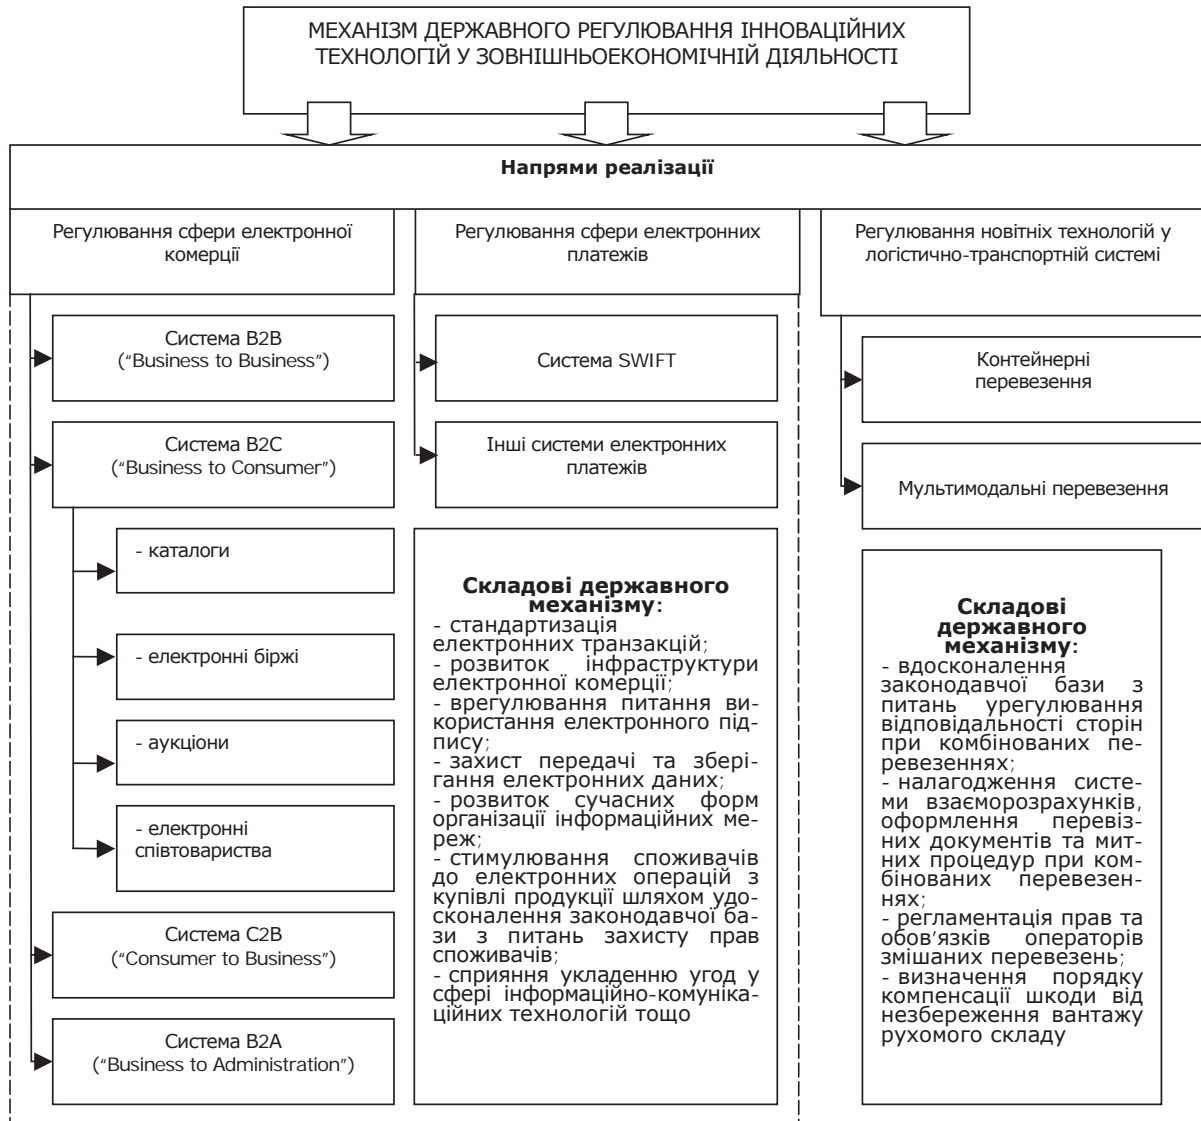 МЕХАНІЗМ ДЕРЖАВНОГО РЕГУЛЮВАННЯ ІННОВАЦІЙНИХ
ТЕХНОЛОГІЙ У ЗОВНІШНЬОЕКОНОМІЧНІЙ ДІЯЛЬНОСТІ
Напрями реалізації
Регулювання сфери електронної
комерції
Система B2B
("Business to Business")
Система B2C
("Business to Consumer")
- каталоги
- електронні біржі
- аукціони
- електронні
співтовариства
Система C2B
("Consumer to Business")
Система B2A
("Business to Administration")
Регулювання сфери електронних
платежів
Система SWIFT
Інші системи електронних
платежів
Складові державного
механізму:
- стандартизація
електронних транзакцій;
- розвиток інфраструктури
електронної комерції;
- врегулювання питання ви-
користання електронного під-
пису;
- захист передачі та збері-
гання електронних даних;
- розвиток сучасних форм
організації інформаційних ме-
реж;
- стимулювання споживачів
до електронних операцій з
купівлі продукції шляхом удо-
сконалення законодавчої ба-
зи з питань захисту прав
споживачів;
- сприяння укладенню угод у
сфері інформаційно-комуніка-
ційних технологій тощо
Регулювання новітніх технологій у
логістично-транспортній системі
Контейнерні
перевезення
Мультимодальні перевезення
Складові
державного
механізму:
- вдосконалення
законодавчої бази з
питань урегулювання
відповідальності сторін
при комбінованих пе-
ревезеннях;
- налагодження систе-
ми взаєморозрахунків,
оформлення перевіз-
них документів та мит-
них процедур при ком-
бінованих перевезен-
нях;
- регламентація прав та
обов’язків операторів
змішаних перевезень;
- визначення порядку
компенсації шкоди від
незбереження вантажу
рухомого складу